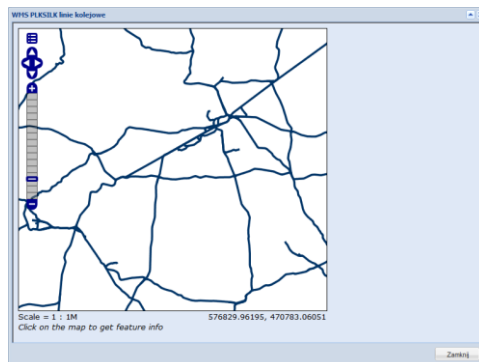 WMS PLKSILK linie kolejowe
Scale = 1 : 1M 576829.96195, 470783.06051
Click on the map to get feature info
Zamknij